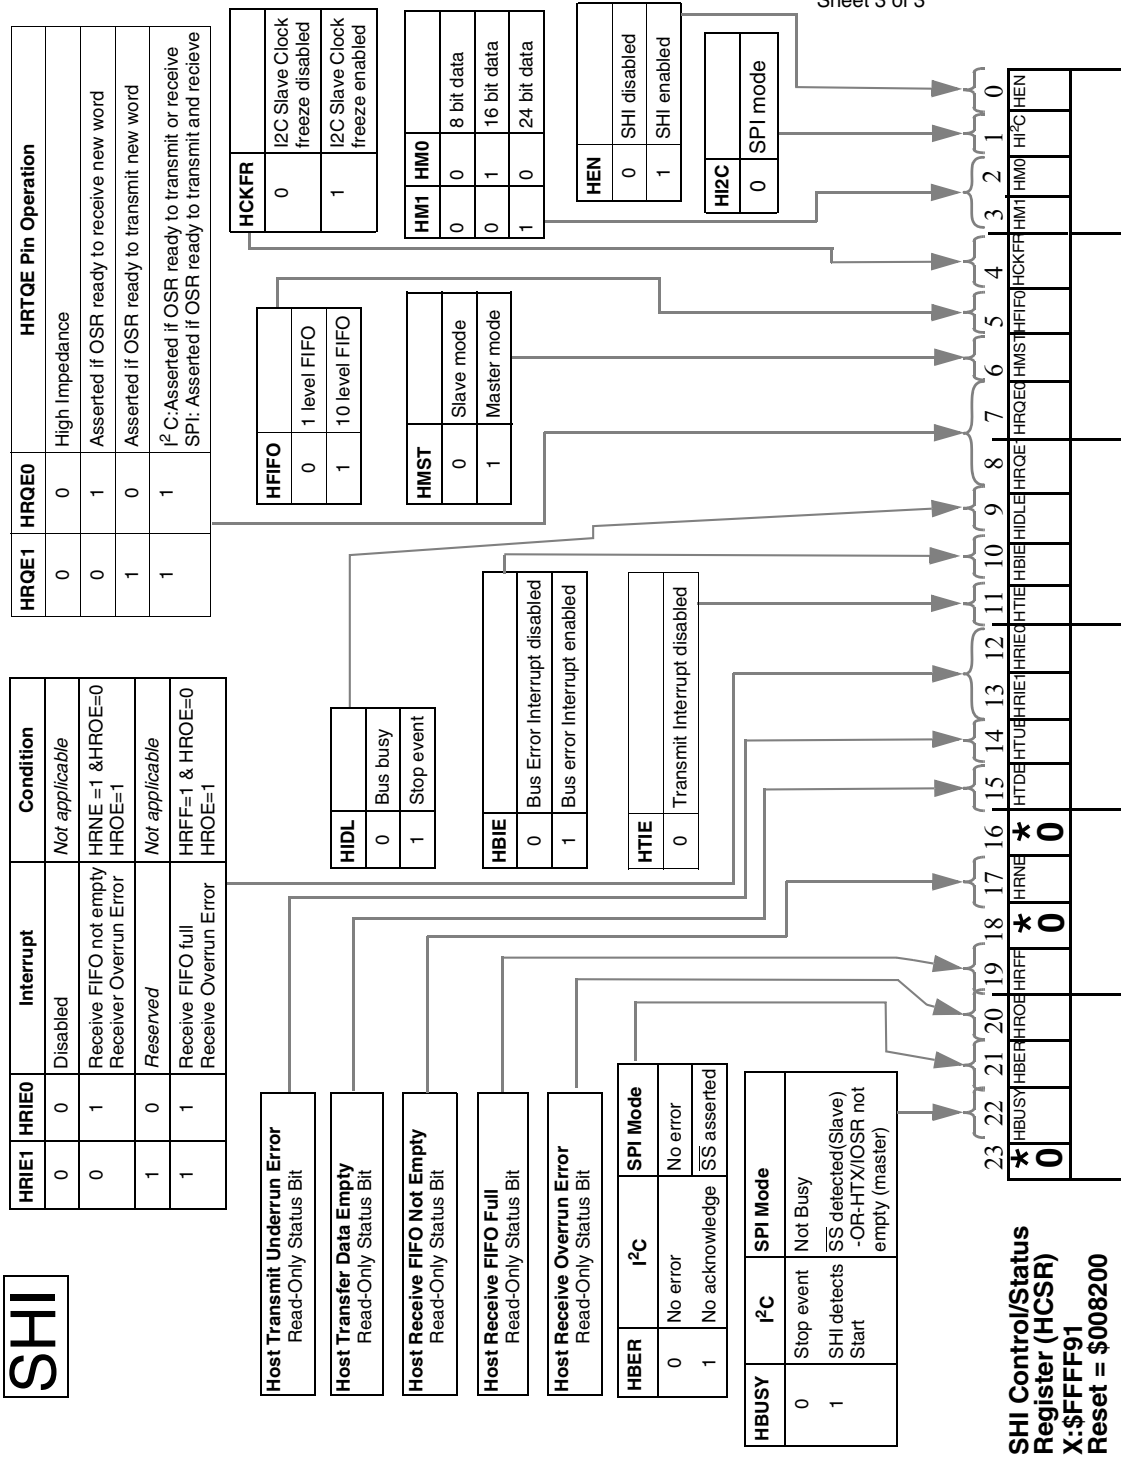 Sheet 3 of 3
SHI
HRIE1 HRIE0 Interrupt Condition
0 0 Disabled Not applicable
0 1 Receive FIFO not empty HRNE =1 &HROE=0
Receiver Overrun Error HROE=1
1 0 Reserved Not applicable
1 1 Receive FIFO full HRFF=1 & HROE=0
Receive Overrun Error HROE=1
HRQE1 HRQE0 HRTQE Pin Operation
0 0 High Impedance
0 1 Asserted if OSR ready to receive new word
1 0 Asserted if OSR ready to transmit new word
1 1 I2 C:Asserted if OSR ready to transmit or receive
SPI: Asserted if OSR ready to transmit and recieve
Host Transmit Underrun Error
Read-Only Status Bit
Host Transfer Data Empty
Read-Only Status Bit
Host Receive FIFO Not Empty
Read-Only Status Bit
Host Receive FIFO Full
Read-Only Status Bit
Host Receive Overrun Error
Read-Only Status Bit
HBER I2C SPI Mode
0 No error No error
1 No acknowledge SS asserted
HBUSY I2C SPI Mode
0 Stop event Not Busy
1 SHI detects SS detected(Slave)
Start -OR-HTX/IOSR not
empty (master)
HIDL
0 Bus busy
1 Stop event
HBIE
0 Bus Error Interrupt disabled
1 Bus error Interrupt enabled
HTIE
0 Transmit Interrupt disabled
HFIFO
0 1 level FIFO
1 10 level FIFO
HMST
0 Slave mode
1 Master mode
HCKFR
0 I2C Slave Clock
freeze disabled
1 I2C Slave Clock
freeze enabled
HM1 HM0
0 0 8 bit data
0 1 16 bit data
1 0 24 bit data
HEN
0 SHI disabled
1 SHI enabled
HI2C
0 SPI mode
23 22 21 20 19 18 17 16 15 14 13 12 11 10 9 8 7 6 5 4 3 2 1 0
* HBUSY HBER HROE HRFF * HRNE * HTDE HTUE HRIE1 HRIE0 HTIE HBIE HIDLE HRQE1 HRQE0 HMST HFIF0 HCKFR HM1 HM0 HI2C HEN
0 0 0
SHI Control/Status
Register (HCSR)
X:$FFFF91
Reset = $008200